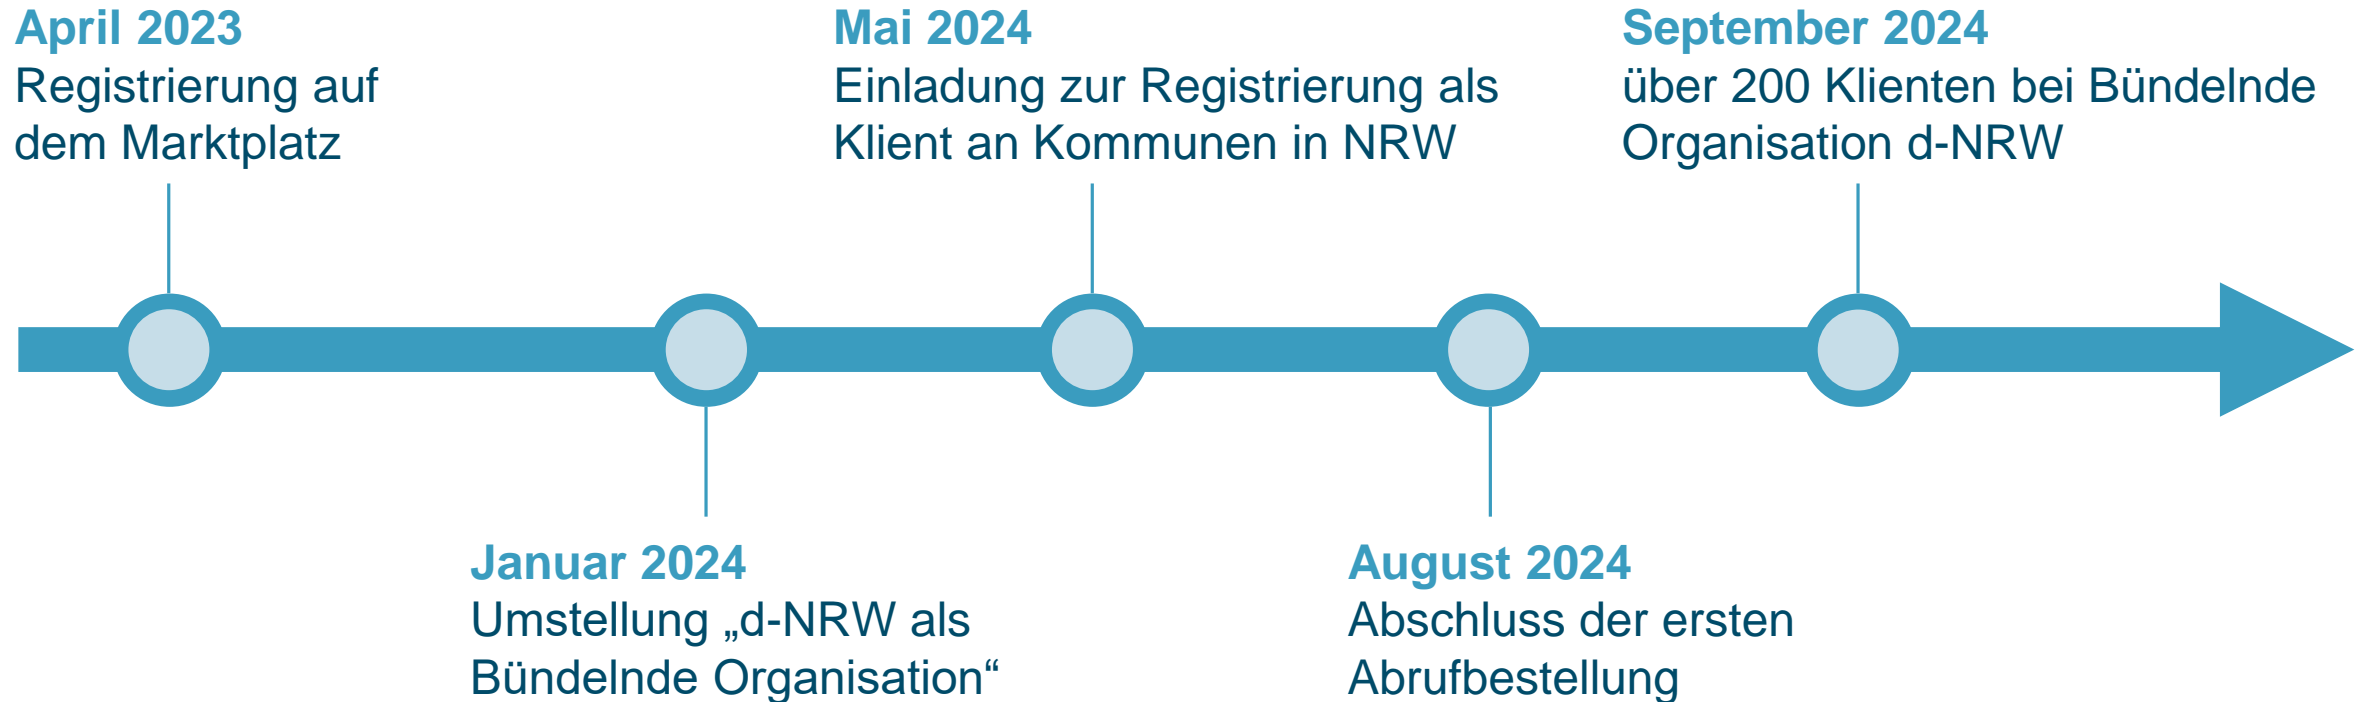 April 2023
Registrierung auf
dem Marktplatz
Januar 2024
Umstellung „d-NRW als
Bündelnde Organisation“
Mai 2024
Einladung zur Registrierung als
Klient an Kommunen in NRW
August 2024
Abschluss der ersten
Abrufbestellung
September 2024
über 200 Klienten bei Bündelnde
Organisation d-NRW